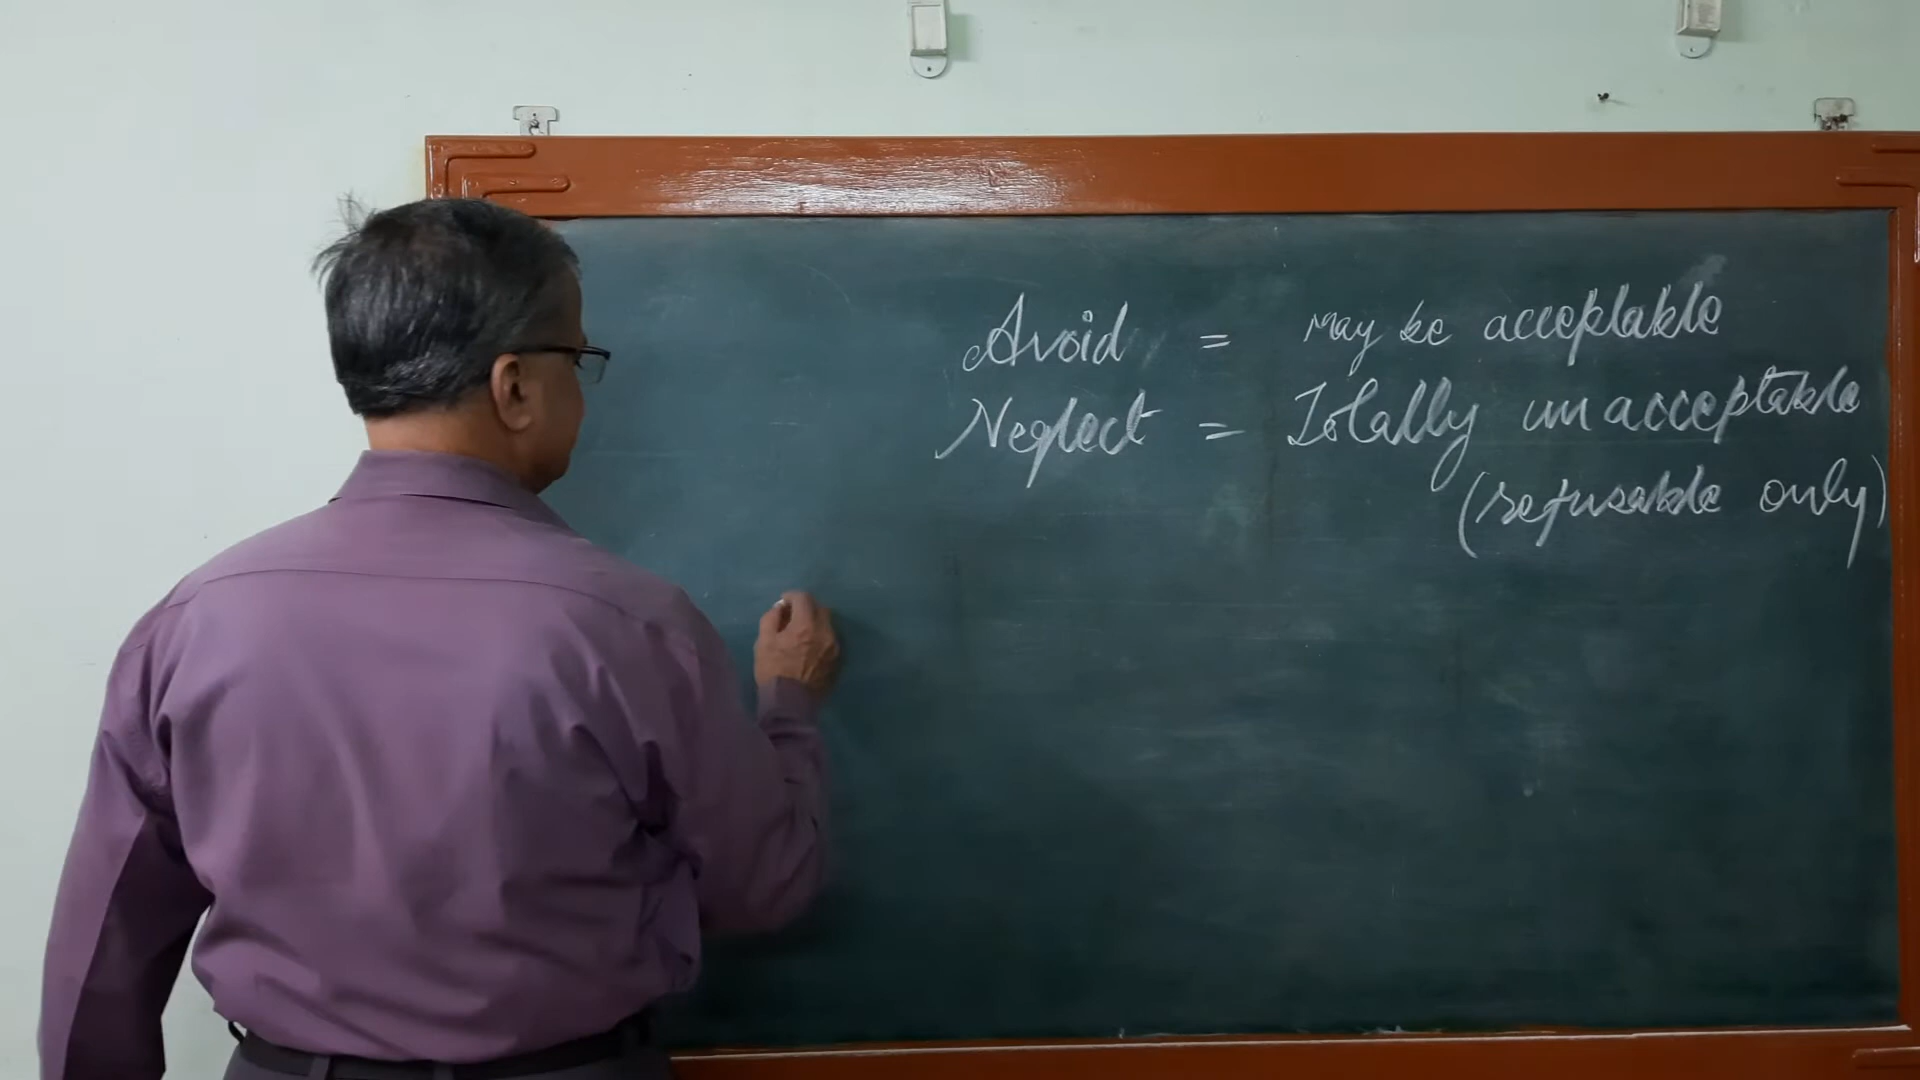 Avoid = may be acceptable
Neglect = Totally unacceptable
(refusable only)